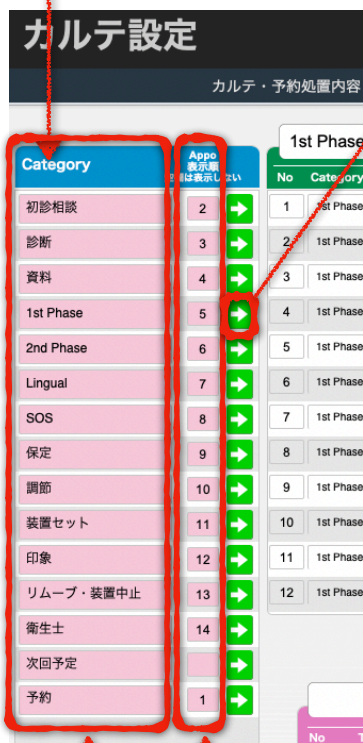 カルテ設定
カルテ・予約処置内容
1st Phase
Category
Appo
表示順
は表示しない
No Category
初診相談 2
1 1st Phase
診断 3
2 1st Phase
資料 4
3 1st Phase
1st Phase 5
4 1st Phase
2nd Phase 6
5 1st Phase
Lingual 7
6 1st Phase
SOS 8
7 1st Phase
保定 9
8 1st Phase
調節 10
9 1st Phase
装置セット 11
10 1st Phase
印象 12
11 1st Phase
リムーブ・装置中止 13
12 1st Phase
衛生士 14
次回予定
予約 1
No